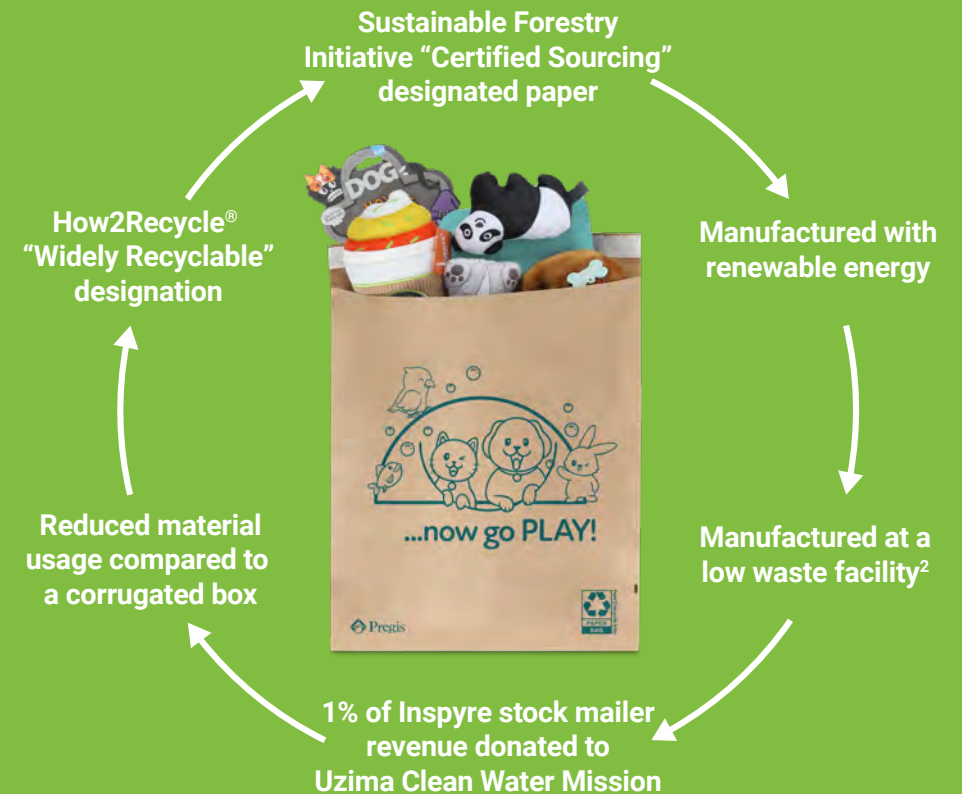 Sustainable Forestry
Initiative “Certified Sourcing”
designated paper
Manufactured with
renewable energy
Manufactured at a
low waste facility²
1% of Inspyre stock mailer
revenue donated to
Uzima Clean Water Mission
Reduced material
usage compared to
a corrugated box
How2Recycle®
“Widely Recyclable”
designation
DOG
...now go PLAY!
Pregis
PAPER
BAG